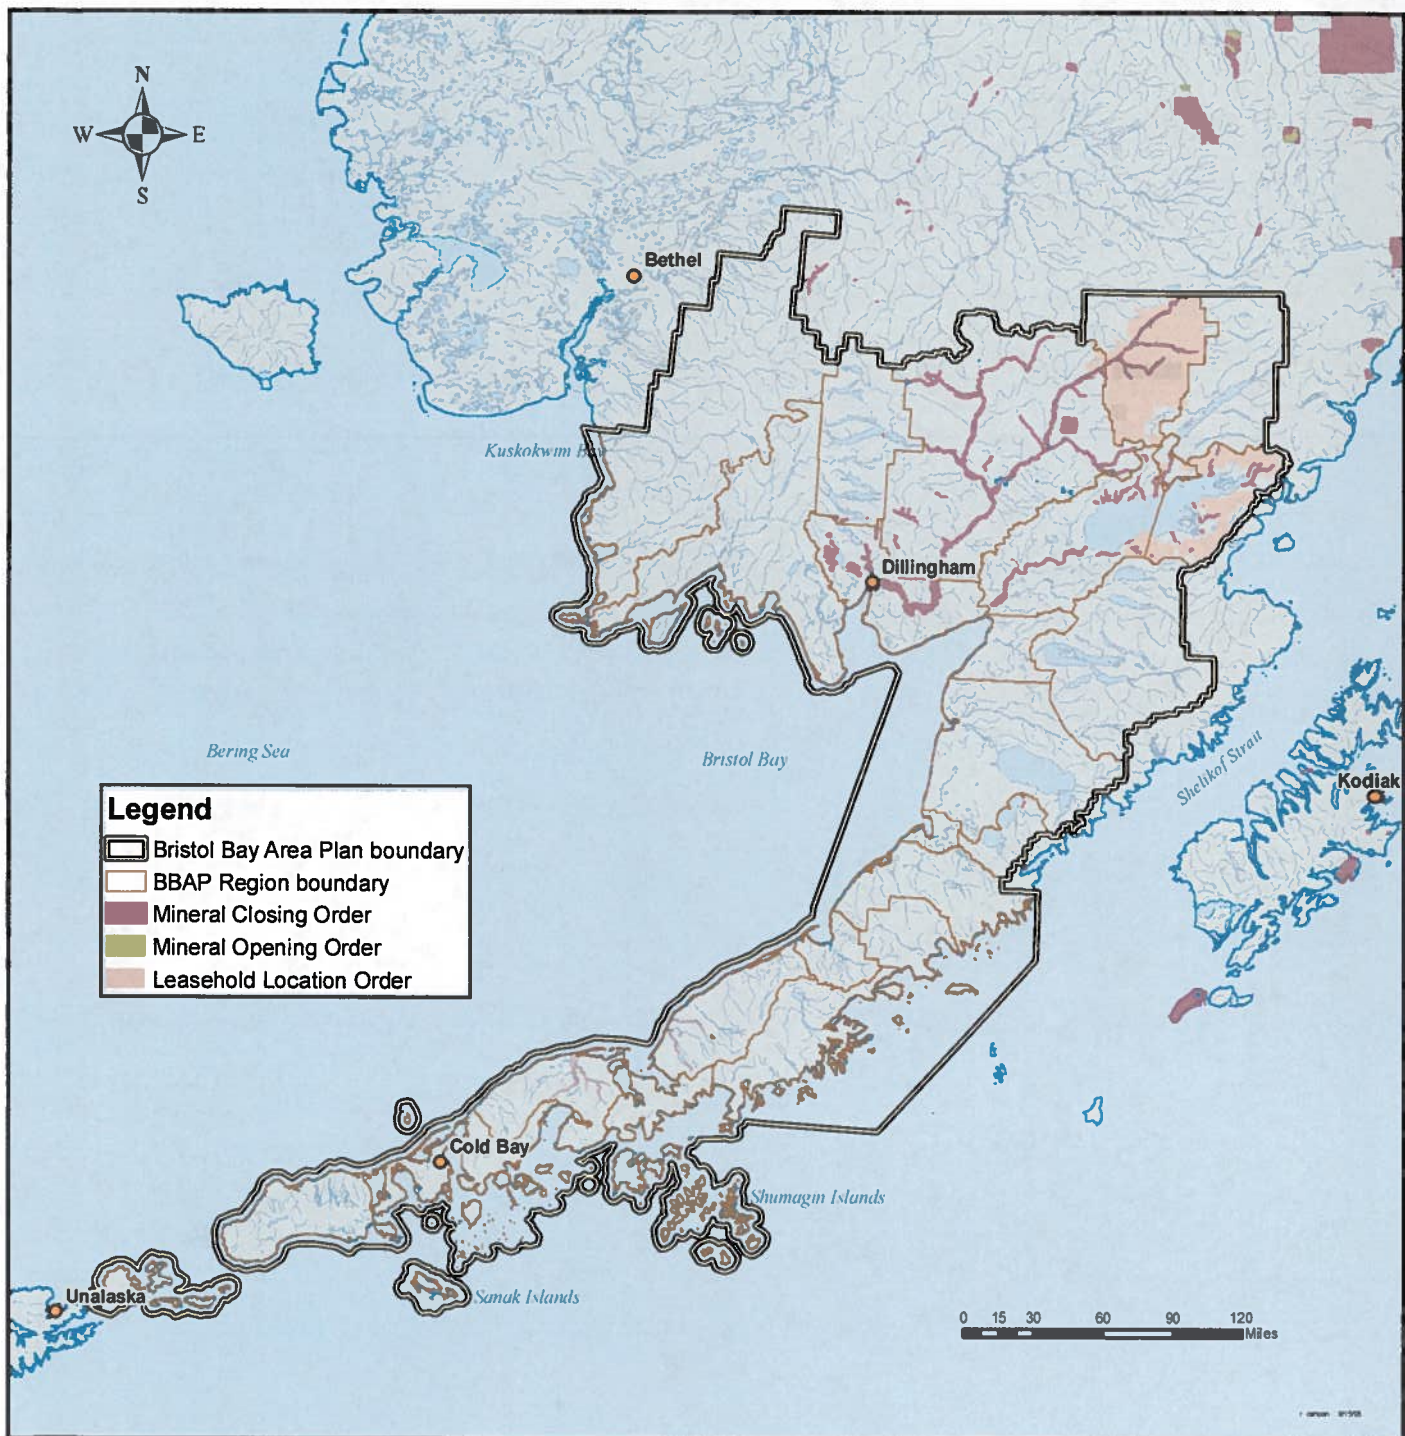 N
W E
S
Bethel
Kuskokwim Bay
Dillingham
Bering Sea
Bristol Bay
Shelikof Strait
Kodiak
Legend
Bristol Bay Area Plan boundary
BBAP Region boundary
Mineral Closing Order
Mineral Opening Order
Leasehold Location Order
Cold Bay
Shumagin Islands
Unalaska
Sanak Islands
0 15 30 60 90 120
Miles